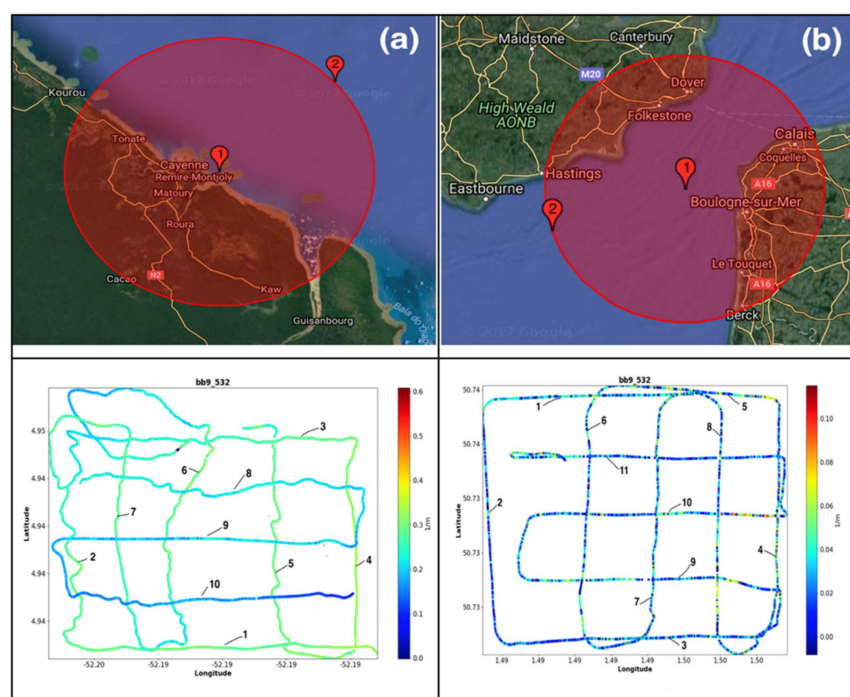 (a)
2
Kourou
Tonate
1
Cayenne
Remire-Montjoly
Matoury
Roura
Cacao
N2
Kaw
Guisanbourg
(b)
Maidstone
Canterbury
M20
Dover
High Weald
AONB
Folkestone
Calais
Coquelles
1
Hastings
A16
Eastbourne
2
Boulogne-sur-Mer
Le Touquet
A16
© 2017 Google
Berck
bb9_532
4.95
4.94
4.94
4.94
4.94
Latitude
-52.20
-52.19
-52.19
-52.19
-52.19
Longitude
3
6
8
7
9
2
5
4
10
1
0.6
0.5
0.4
0.3
0.2
0.1
0.0
1/m
bb9_532
50.74
50.74
50.73
50.73
50.73
Latitude
1.49
1.49
1.49
1.49
1.50
1.50
1.50
Longitude
1
5
6
8
11
2
10
4
9
7
3
0.10
0.08
0.06
0.04
0.02
0.00
1/m